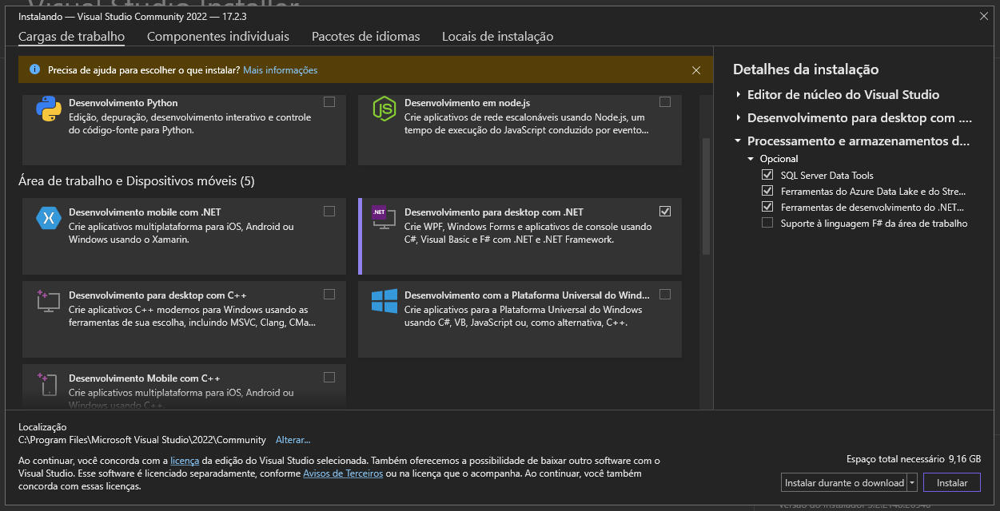 Visual Studio Installer
Instalando — Visual Studio Community 2022 — 17.2.3
Cargas de trabalho
Componentes individuais
Pacotes de idiomas
Locais de instalação
Precisa de ajuda para escolher o que instalar? Mais informações
Desenvolvimento Python
Edição, depuração, desenvolvimento interativo e controle
do código-fonte para Python.
Desenvolvimento em node.js
Crie aplicativos de rede escalonáveis usando Node.js, um
tempo de execução do JavaScript conduzido por evento...
Área de trabalho e Dispositivos móveis (5)
Desenvolvimento mobile com .NET
Crie aplicativos multiplataforma para iOS, Android ou
Windows usando o Xamarin.
.NET
Desenvolvimento para desktop com .NET
Crie WPF, Windows Forms e aplicativos de console usando
C#, Visual Basic e F# com .NET e .NET Framework.
Desenvolvimento para desktop com C++
Crie aplicativos C++ modernos para Windows usando as
ferramentas de sua escolha, incluindo MSVC, Clang, CMa...
Desenvolvimento com a Plataforma Universal do Wind...
Crie aplicativos para a Plataforma Universal do Windows
usando C#, VB, JavaScript ou, como alternativa, C++.
Desenvolvimento Mobile com C++
Crie aplicativos multiplataforma para iOS, Android ou
Windows usando C++.
Detalhes da instalação
Editor de núcleo do Visual Studio
Desenvolvimento para desktop com ....
Processamento e armazenamentos d...
Opcional
SQL Server Data Tools
Ferramentas do Azure Data Lake e do Stre...
Ferramentas de desenvolvimento do .NET...
Suporte à linguagem F# da área de trabalho
Localização
C:\Program Files\Microsoft Visual Studio\2022\Community Alterar...
Ao continuar, você concorda com a licença da edição do Visual Studio selecionada. Também oferecemos a possibilidade de baixar outro software com o
Visual Studio. Esse software é licenciado separadamente, conforme Avisos de Terceiros ou na licença que o acompanha. Ao continuar, você também
concorda com essas licenças.
Espaço total necessário 9,16 GB
Instalar durante o download
Instalar
Versão do Instalador